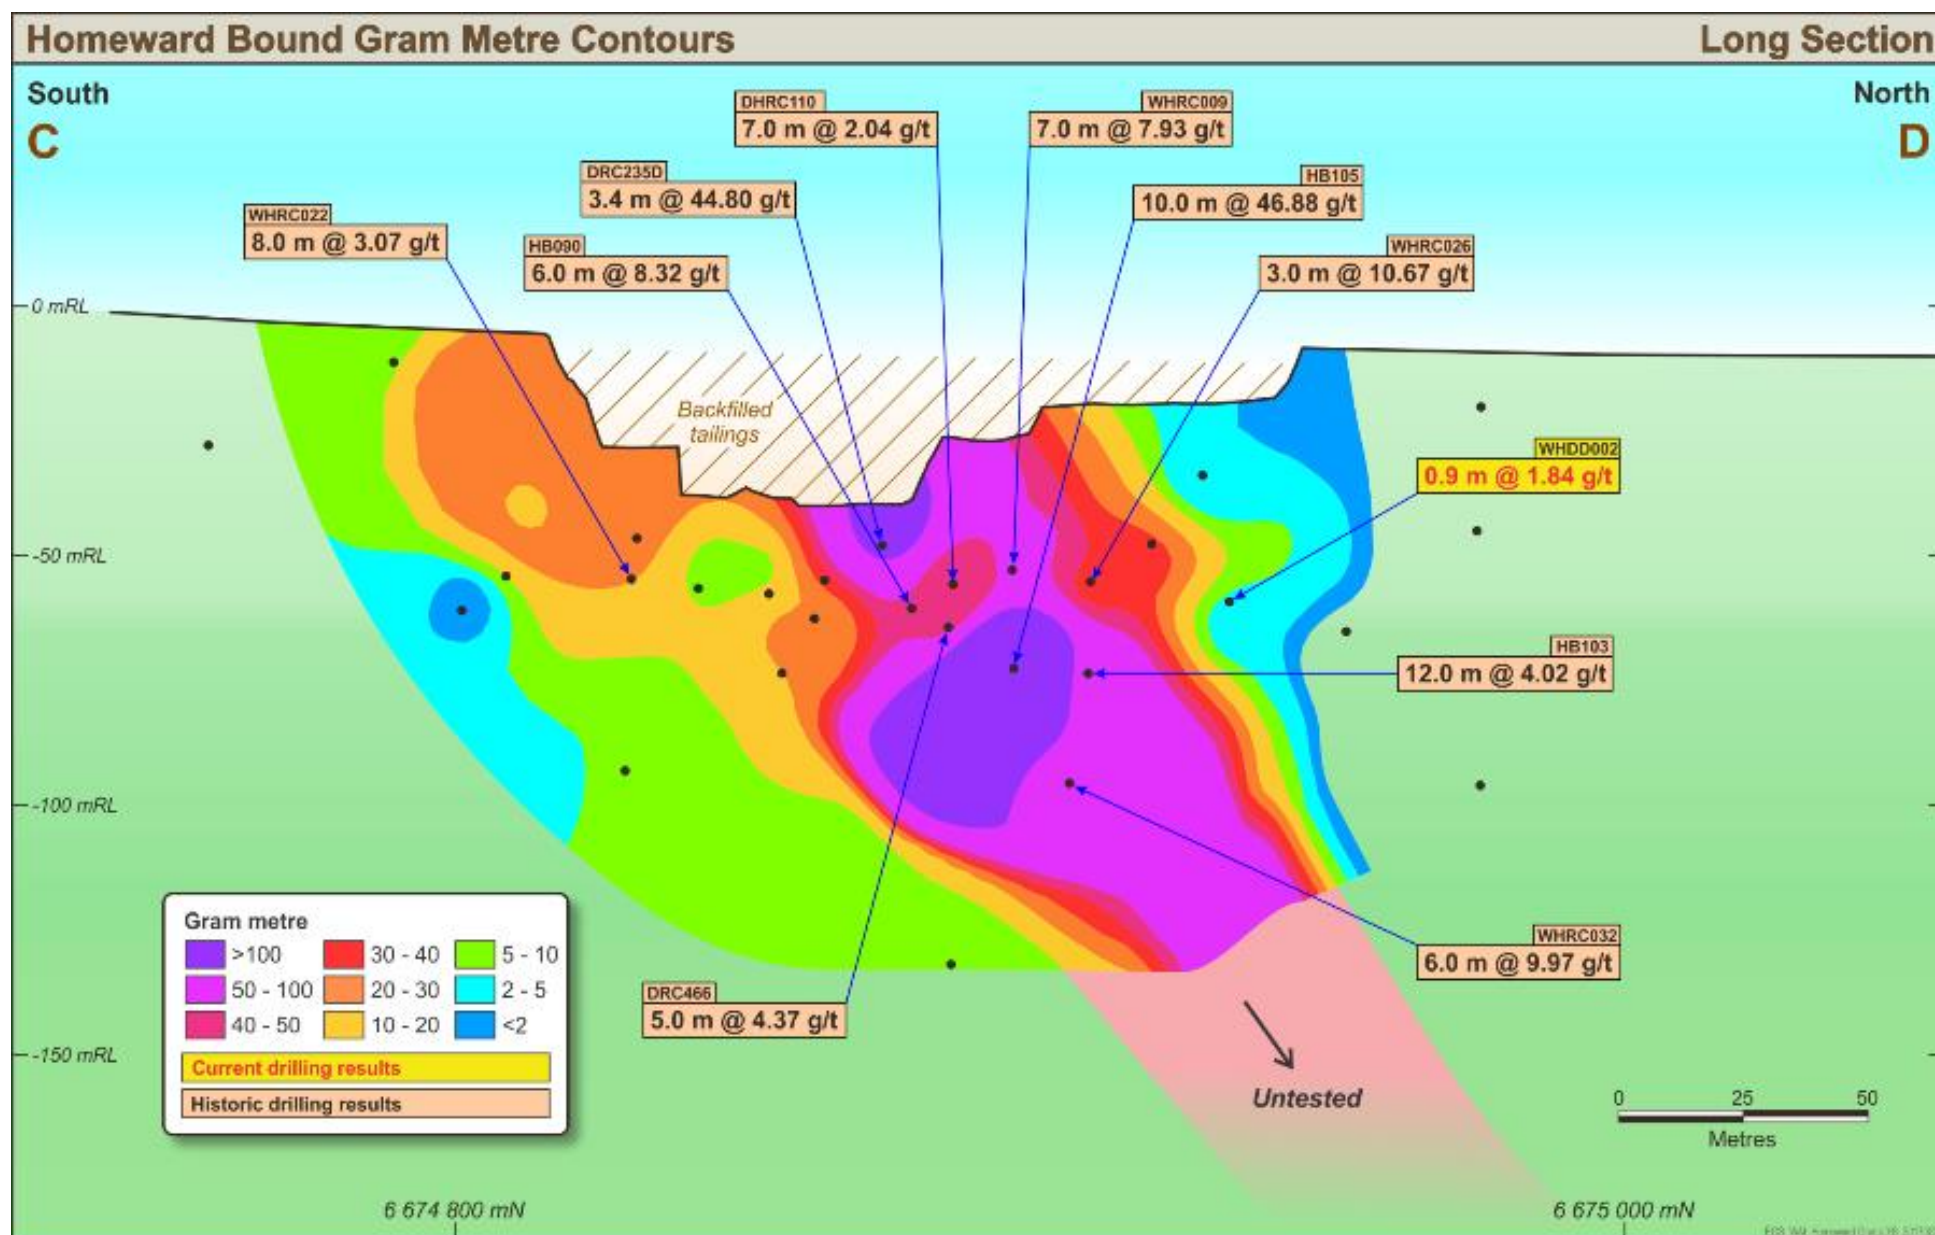 Homeward Bound Gram Metre Contours
Long Section
South
North
C
D
DHRC110
7.0 m @ 2.04 g/t
WHRC009
7.0 m @ 7.93 g/t
DRC235D
3.4 m @ 44.80 g/t
HB105
10.0 m @ 46.88 g/t
WHRC022
8.0 m @ 3.07 g/t
HB090
6.0 m @ 8.32 g/t
WHRC026
3.0 m @ 10.67 g/t
0 mRL
Backfilled
tailings
WHDD002
0.9 m @ 1.84 g/t
-50 mRL
HB103
12.0 m @ 4.02 g/t
-100 mRL
Gram metre
>100
30 - 40
5 - 10
50 - 100
20 - 30
2 - 5
40 - 50
10 - 20
<2
Current drilling results
Historic drilling results
WHRC032
6.0 m @ 9.97 g/t
DRC466
5.0 m @ 4.37 g/t
-150 mRL
Untested
0 25 50
Metres
6 674 800 mN
6 675 000 mN